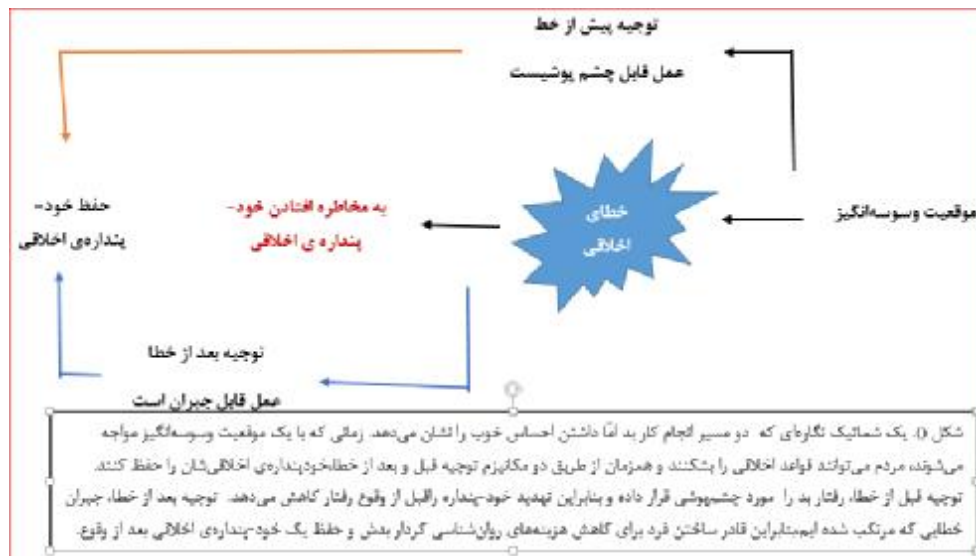 توجیه پیش از خط
عمل قابل چشم پوشیست
موقعیت وسوسه‌انگیز
خطای
اخلاقی
به مخاطره افتادن خود-
پنداره ی اخلاقی
حفظ خود-
پنداره‌ی اخلاقی
توجیه بعد از خطا
عمل قابل جبران است
شکل 0. یک شماتیک نگاره‌ای که دو مسیر انجام کار بد امّا داشتن احساس خوب را نشان می‌دهد. زمانی که با یک موقعیت وسوسه‌انگیز مواجه
می‌شوند، مردم می‌توانند قواعد اخلاقی را بشکنند و همزمان از طریق دو مکانیزم توجیه قبل و بعد از خطا،خودپنداره‌ی اخلاقی‌شان را حفظ کنند.
توجیه قبل از خطا، رفتار بد را مورد چشمپوشی قرار داده و بنابراین تهدید خود-پنداره راقبل از وقوع رفتار کاهش می‌دهد. توجیه بعد از خطا، جبران
خطایی که مرتکب شده ایم.بنابراین قادر ساختن فرد برای کاهش هزینه‌های روان‌شناسی کردار بدش و حفظ یک خود-پنداره‌ی اخلاقی بعد از وقوع.